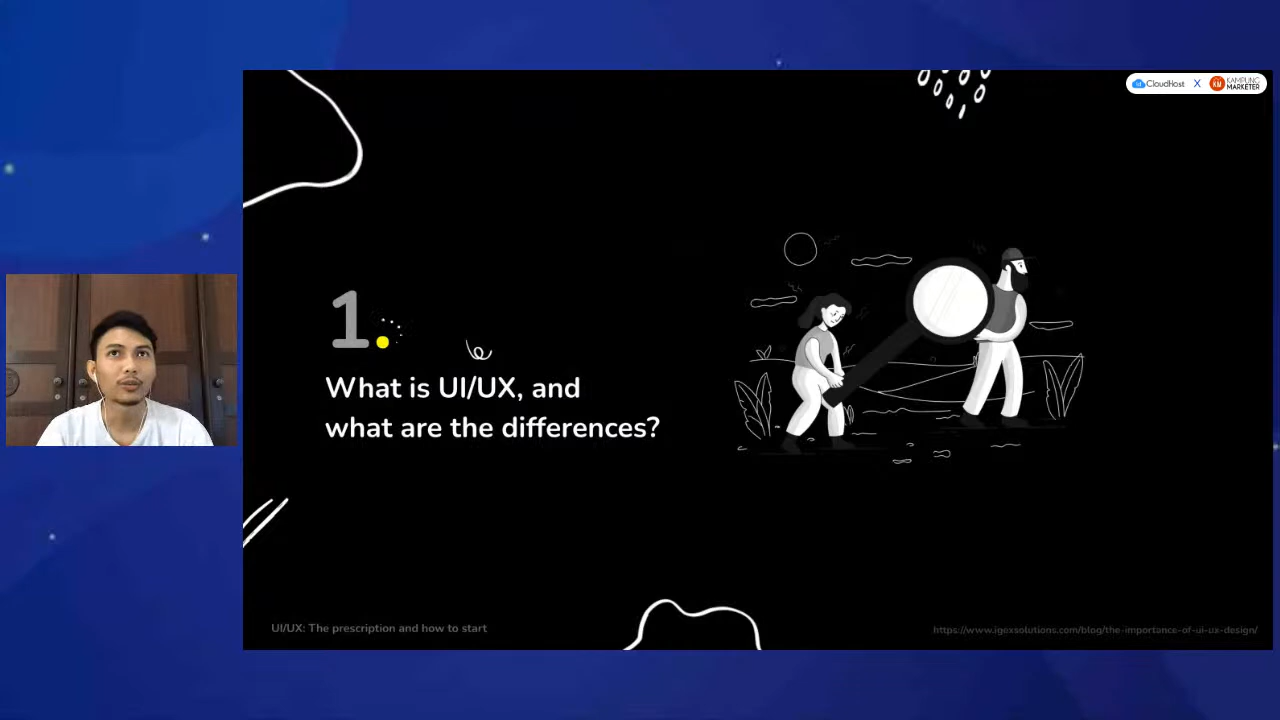 CloudHost X KM KAMPUNG
MARKETER
1.
What is UI/UX, and
what are the differences?
UI/UX: The prescription and how to start
https://www.igexsolutions.com/blog/the-importance-of-ui-ux-design/